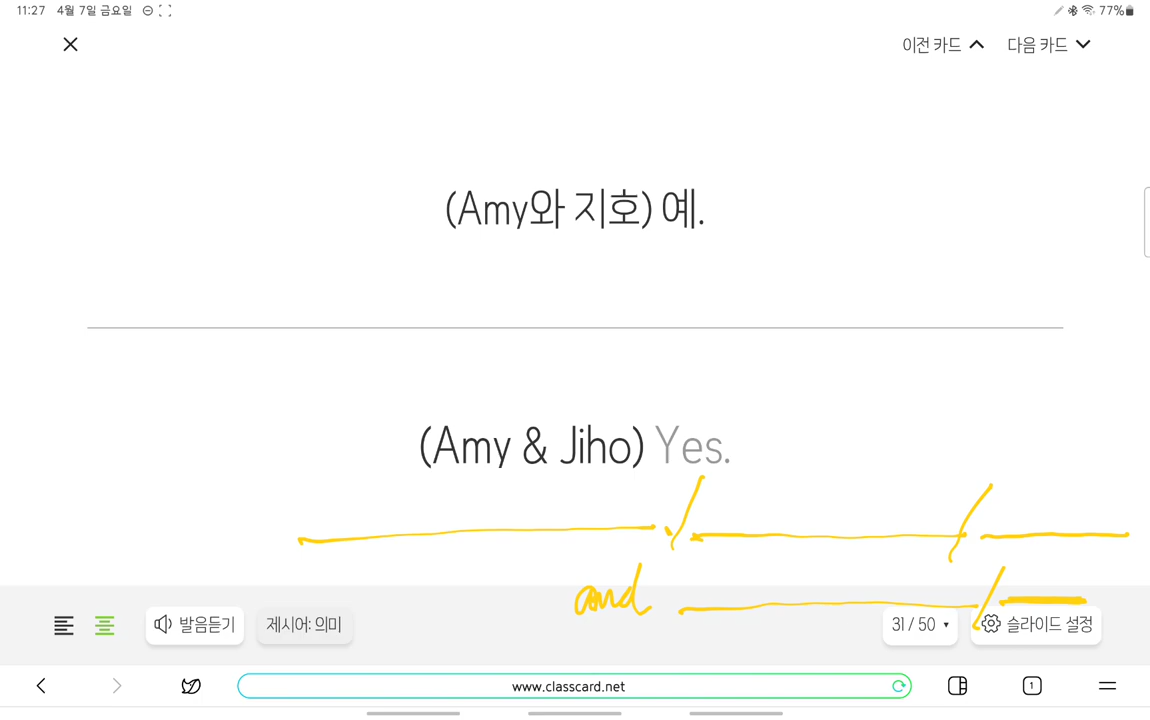 11:27 4월 7일 금요일 77%
이전 카드 다음 카드
(Amy와 지호) 예.
(Amy & Jiho) Yes.
and
발음듣기 제시어: 의미 31 / 50 슬라이드 설정
www.classcard.net 1